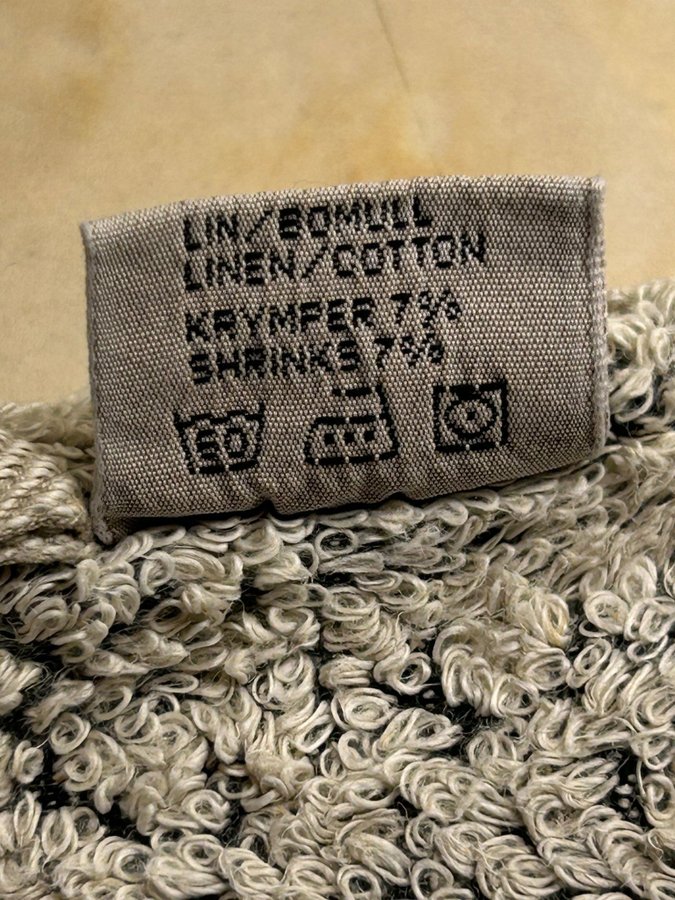 LIN/BOMULL
LINEN/COTTON
KRYMPER 7%
SHRINKS 7%
60